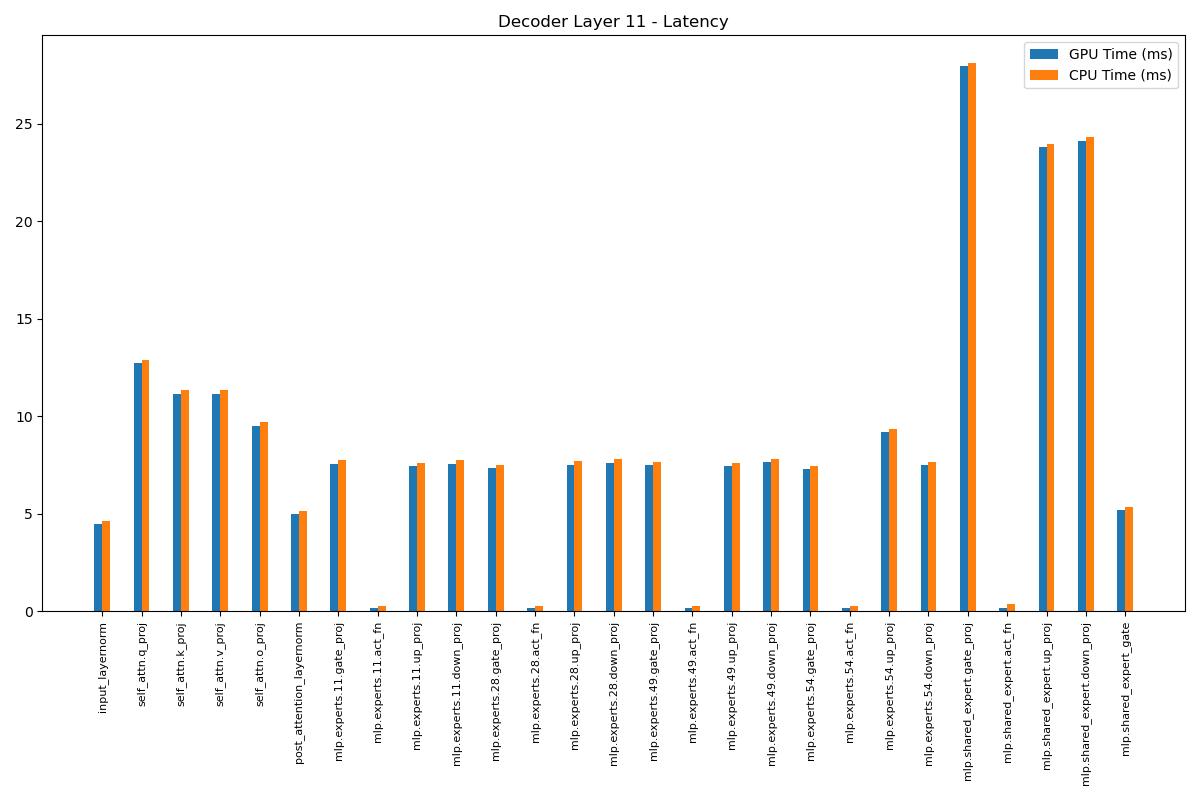 Decoder Layer 11 - Latency
GPU Time (ms)
CPU Time (ms)
25
20
15
10
5
0
input_layernorm
self_attn.q_proj
self_attn.k_proj
self_attn.v_proj
self_attn.o_proj
post_attention_layernorm
mlp.experts.11.gate_proj
mlp.experts.11.act_fn
mlp.experts.11.up_proj
mlp.experts.11.down_proj
mlp.experts.28.gate_proj
mlp.experts.28.act_fn
mlp.experts.28.up_proj
mlp.experts.28.down_proj
mlp.experts.49.gate_proj
mlp.experts.49.act_fn
mlp.experts.49.up_proj
mlp.experts.49.down_proj
mlp.experts.54.gate_proj
mlp.experts.54.act_fn
mlp.experts.54.up_proj
mlp.experts.54.down_proj
mlp.shared_expert.gate_proj
mlp.shared_expert.act_fn
mlp.shared_expert.up_proj
mlp.shared_expert.down_proj
mlp.shared_expert_gate